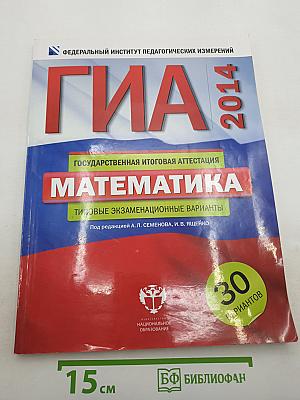 ФЕДЕРАЛЬНЫЙ ИНСТИТУТ ПЕДАГОГИЧЕСКИХ ИЗМЕРЕНИЙ
ГИА
2014
ГОСУДАРСТВЕННАЯ ИТОГОВАЯ АТТЕСТАЦИЯ
МАТЕМАТИКА
ТИПОВЫЕ ЭКЗАМЕНАЦИОННЫЕ ВАРИАНТЫ
Под редакцией А. Л. СЕМЕНОВА, И. В. ЯЩЕНКО
30
ВАРИАНТОВ
НАЦИОНАЛЬНОЕ
ОБРАЗОВАНИЕ
15 см
БФ БИБЛИОФАН